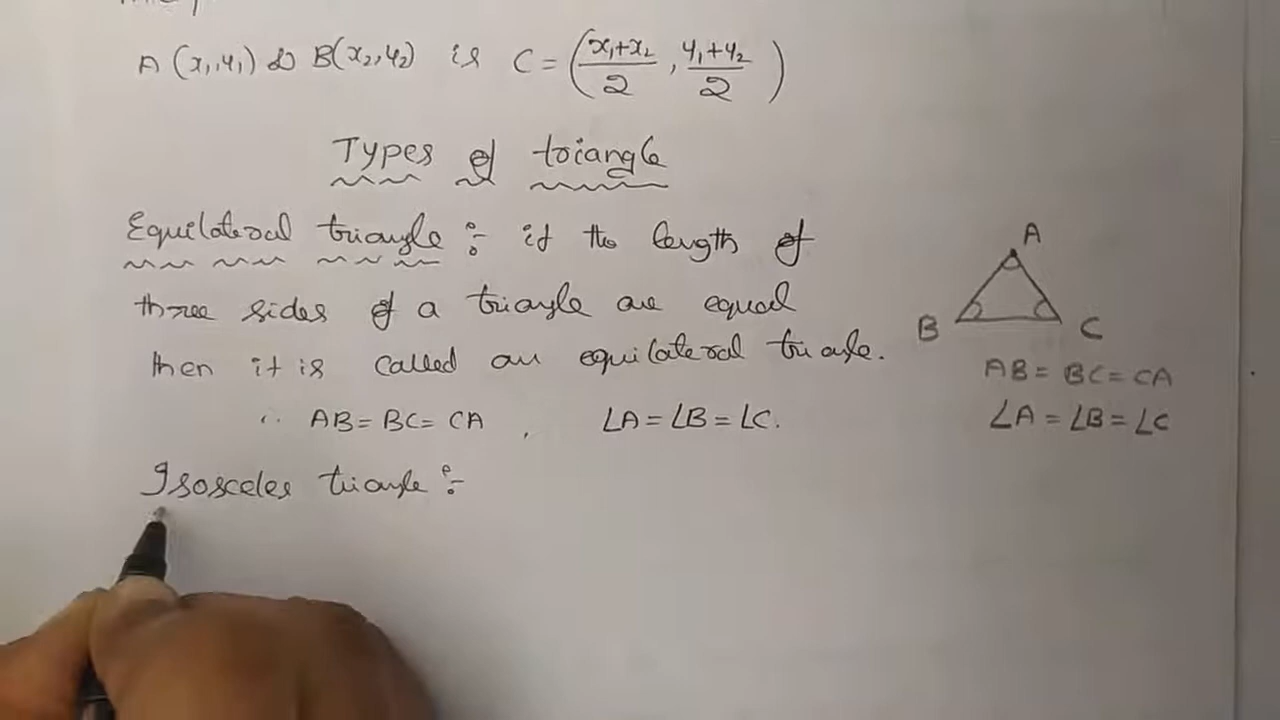 A (x₁,y₁) & B(x₂,y₂) is C = (x₁+x₂/2, y₁+y₂/2)
Types of triangle
Equilateral triangle :- if the length of
three sides of a triangle are equal
then it is called an equilateral triangle.
∴ AB = BC = CA , ∠A = ∠B = ∠C.
A
B C
AB = BC = CA
∠A = ∠B = ∠C
Isosceles triangle :-